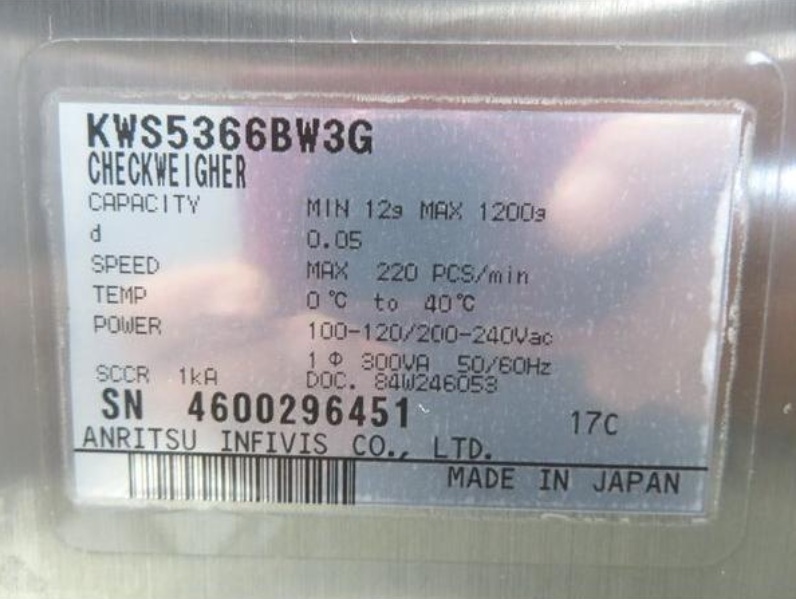 KWS5366BW3G
CHECKWEIGHER
CAPACITY MIN 12g MAX 1200g
d 0.05
SPEED MAX 220 PCS/min
TEMP 0℃ to 40℃
POWER 100-120/200-240Vac
1 Φ 300VA 50/60Hz
SCCR 1kA DOC. 84W246053
SN 4600296451 17C
ANRITSU INFIVIS CO., LTD.
MADE IN JAPAN